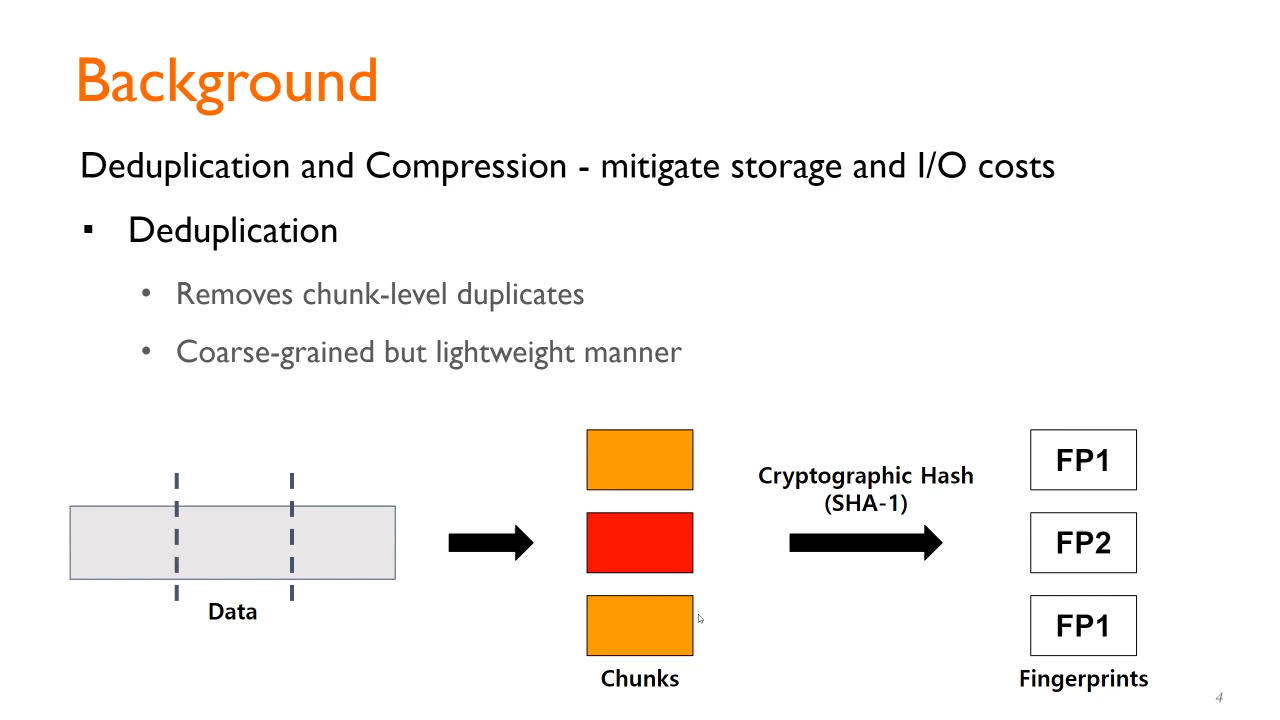 Background
Deduplication and Compression - mitigate storage and I/O costs
▪ Deduplication
• Removes chunk-level duplicates
• Coarse-grained but lightweight manner
Data
Chunks
Cryptographic Hash
(SHA-1)
FP1
FP2
FP1
Fingerprints
4